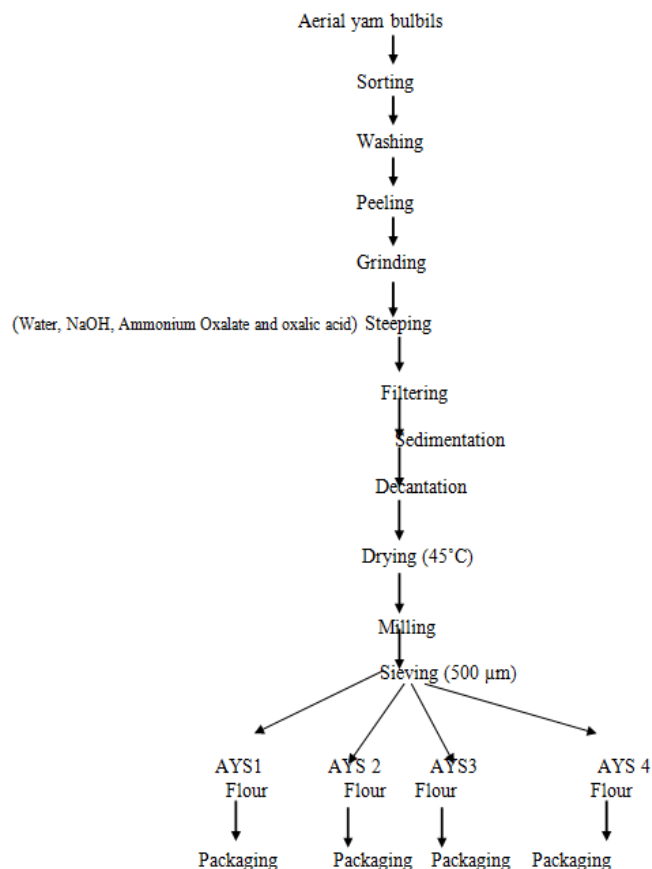 Aerial yam bulbils
Sorting
Washing
Peeling
Grinding
(Water, NaOH, Ammonium Oxalate and oxalic acid) Steeping
Filtering
Sedimentation
Decantation
Drying (45˚C)
Milling
Sieving (500 µm)
AYS1 AYS 2 AYS3 AYS 4
Flour Flour Flour Flour
Packaging Packaging Packaging Packaging